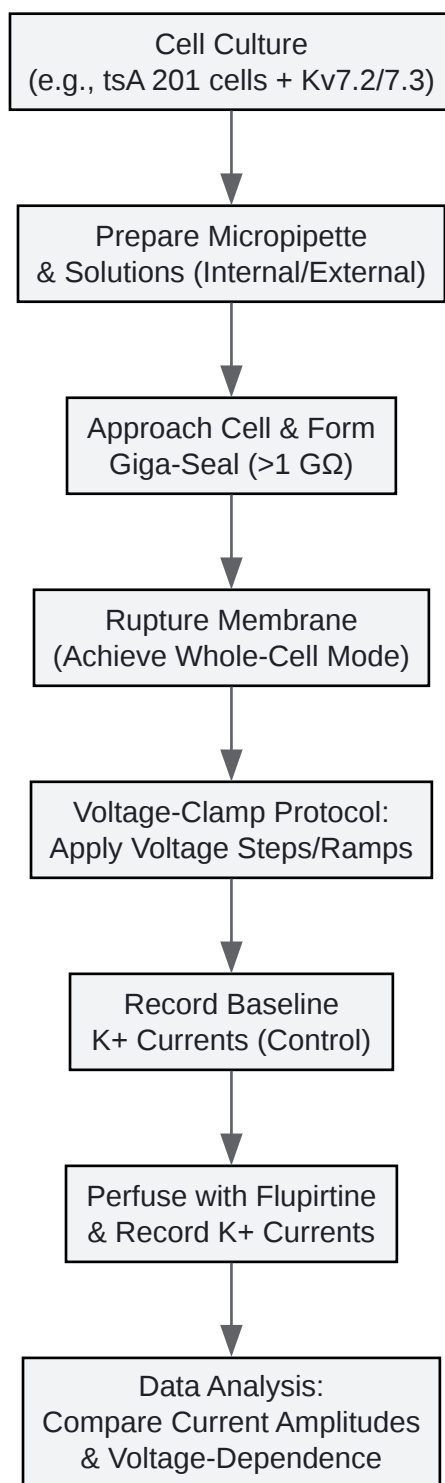 Cell Culture
(e.g., tsA 201 cells + Kv7.2/7.3)
Prepare Micropipette
& Solutions (Internal/External)
Approach Cell & Form
Giga-Seal (>1 GΩ)
Rupture Membrane
(Achieve Whole-Cell Mode)
Voltage-Clamp Protocol:
Apply Voltage Steps/Ramps
Record Baseline
K+ Currents (Control)
Perfuse with Flupirtine
& Record K+ Currents
Data Analysis:
Compare Current Amplitudes
& Voltage-Dependence